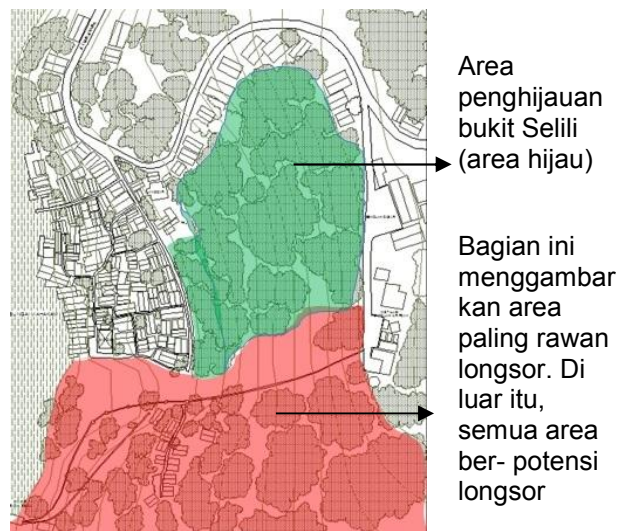 Area
penghijauan
bukit Selili
(area hijau)
Bagian ini
menggambar
kan area
paling rawan
longsor. Di
luar itu,
semua area
ber- potensi
longsor